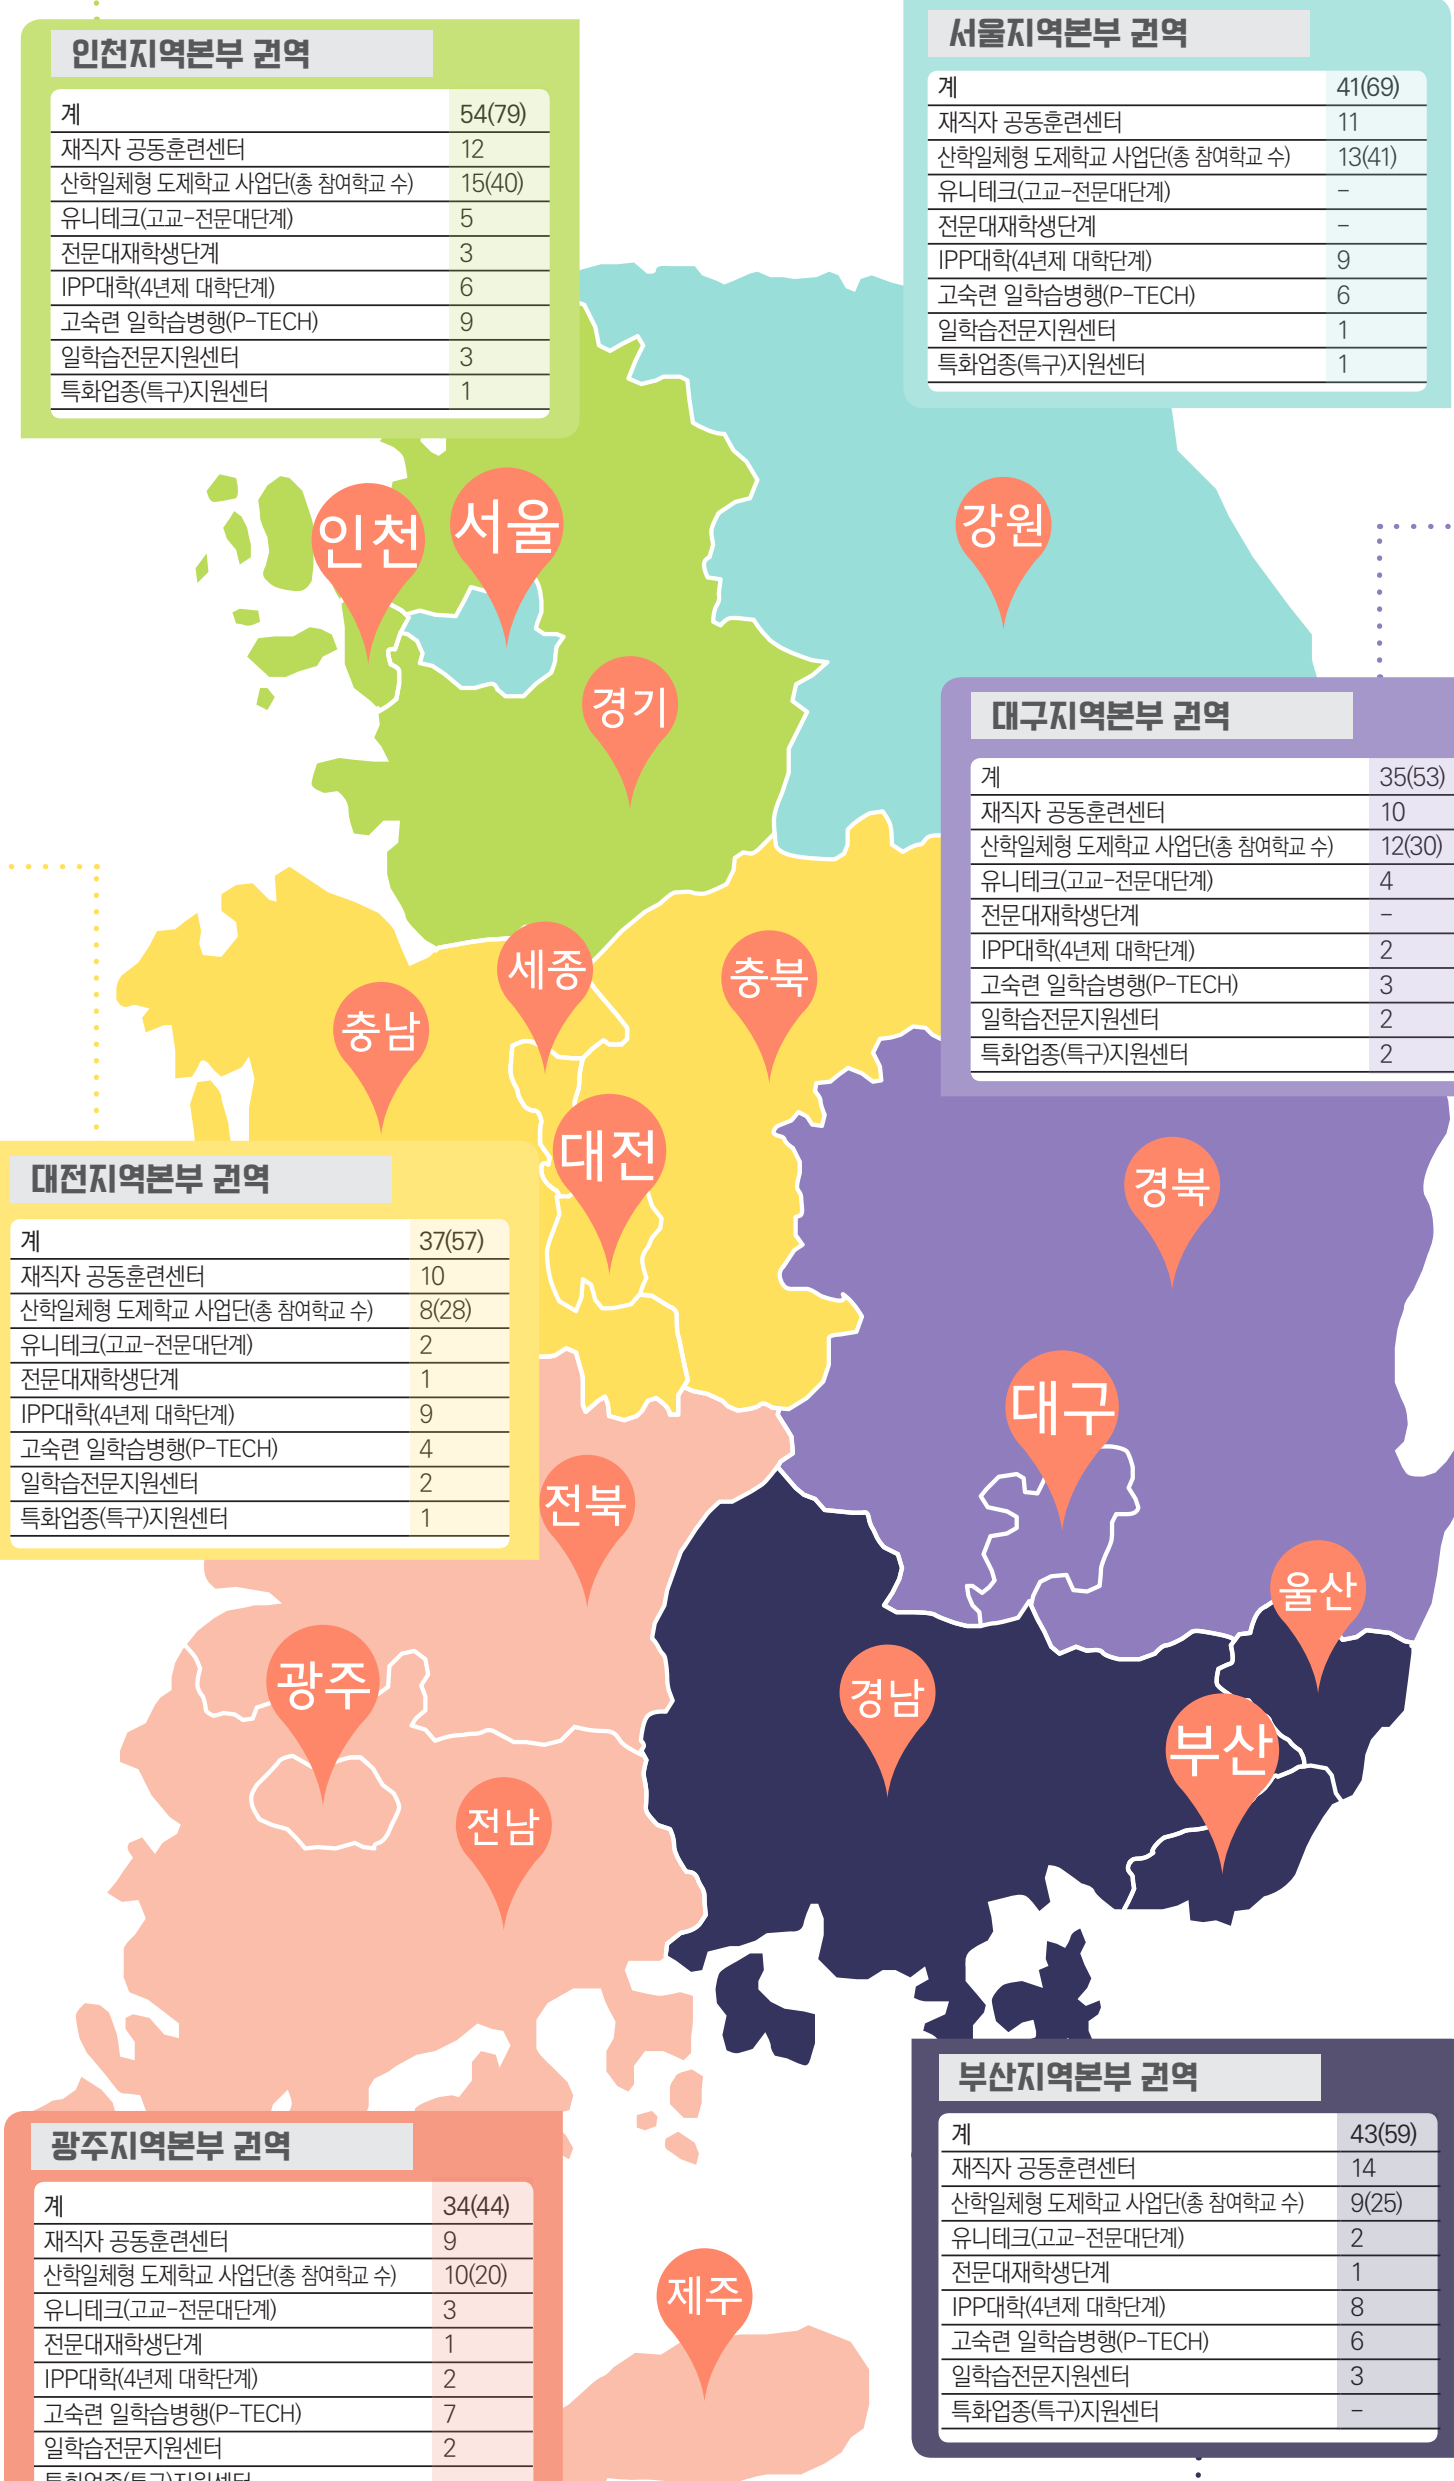 인천지역본부 권역
계 54(79)
재직자 공동훈련센터 12
산학일체형 도제학교 사업단(총 참여학교 수) 15(40)
유니테크(고교-전문대단계) 5
전문대재학생단계 3
IPP대학(4년제 대학단계) 6
고숙련 일학습병행(P-TECH) 9
일학습전문지원센터 3
특화업종(특구)지원센터 1
서울지역본부 권역
계 41(69)
재직자 공동훈련센터 11
산학일체형 도제학교 사업단(총 참여학교 수) 13(41)
유니테크(고교-전문대단계) -
전문대재학생단계 -
IPP대학(4년제 대학단계) 9
고숙련 일학습병행(P-TECH) 6
일학습전문지원센터 1
특화업종(특구)지원센터 1
인천
서울
강원
경기
대구지역본부 권역
계 35(53)
재직자 공동훈련센터 10
산학일체형 도제학교 사업단(총 참여학교 수) 12(30)
유니테크(고교-전문대단계) 4
전문대재학생단계 -
IPP대학(4년제 대학단계) 2
고숙련 일학습병행(P-TECH) 3
일학습전문지원센터 2
특화업종(특구)지원센터 2
세종
충북
충남
대전
경북
대전지역본부 권역
계 37(57)
재직자 공동훈련센터 10
산학일체형 도제학교 사업단(총 참여학교 수) 8(28)
유니테크(고교-전문대단계) 2
전문대재학생단계 1
IPP대학(4년제 대학단계) 9
고숙련 일학습병행(P-TECH) 4
일학습전문지원센터 2
특화업종(특구)지원센터 1
대구
전북
울산
광주
경남
부산
전남
부산지역본부 권역
계 43(59)
재직자 공동훈련센터 14
산학일체형 도제학교 사업단(총 참여학교 수) 9(25)
유니테크(고교-전문대단계) 2
전문대재학생단계 1
IPP대학(4년제 대학단계) 8
고숙련 일학습병행(P-TECH) 6
일학습전문지원센터 3
특화업종(특구)지원센터 -
광주지역본부 권역
계 34(44)
재직자 공동훈련센터 9
산학일체형 도제학교 사업단(총 참여학교 수) 10(20)
유니테크(고교-전문대단계) 3
전문대재학생단계 1
IPP대학(4년제 대학단계) 2
고숙련 일학습병행(P-TECH) 7
일학습전문지원센터 2
제주